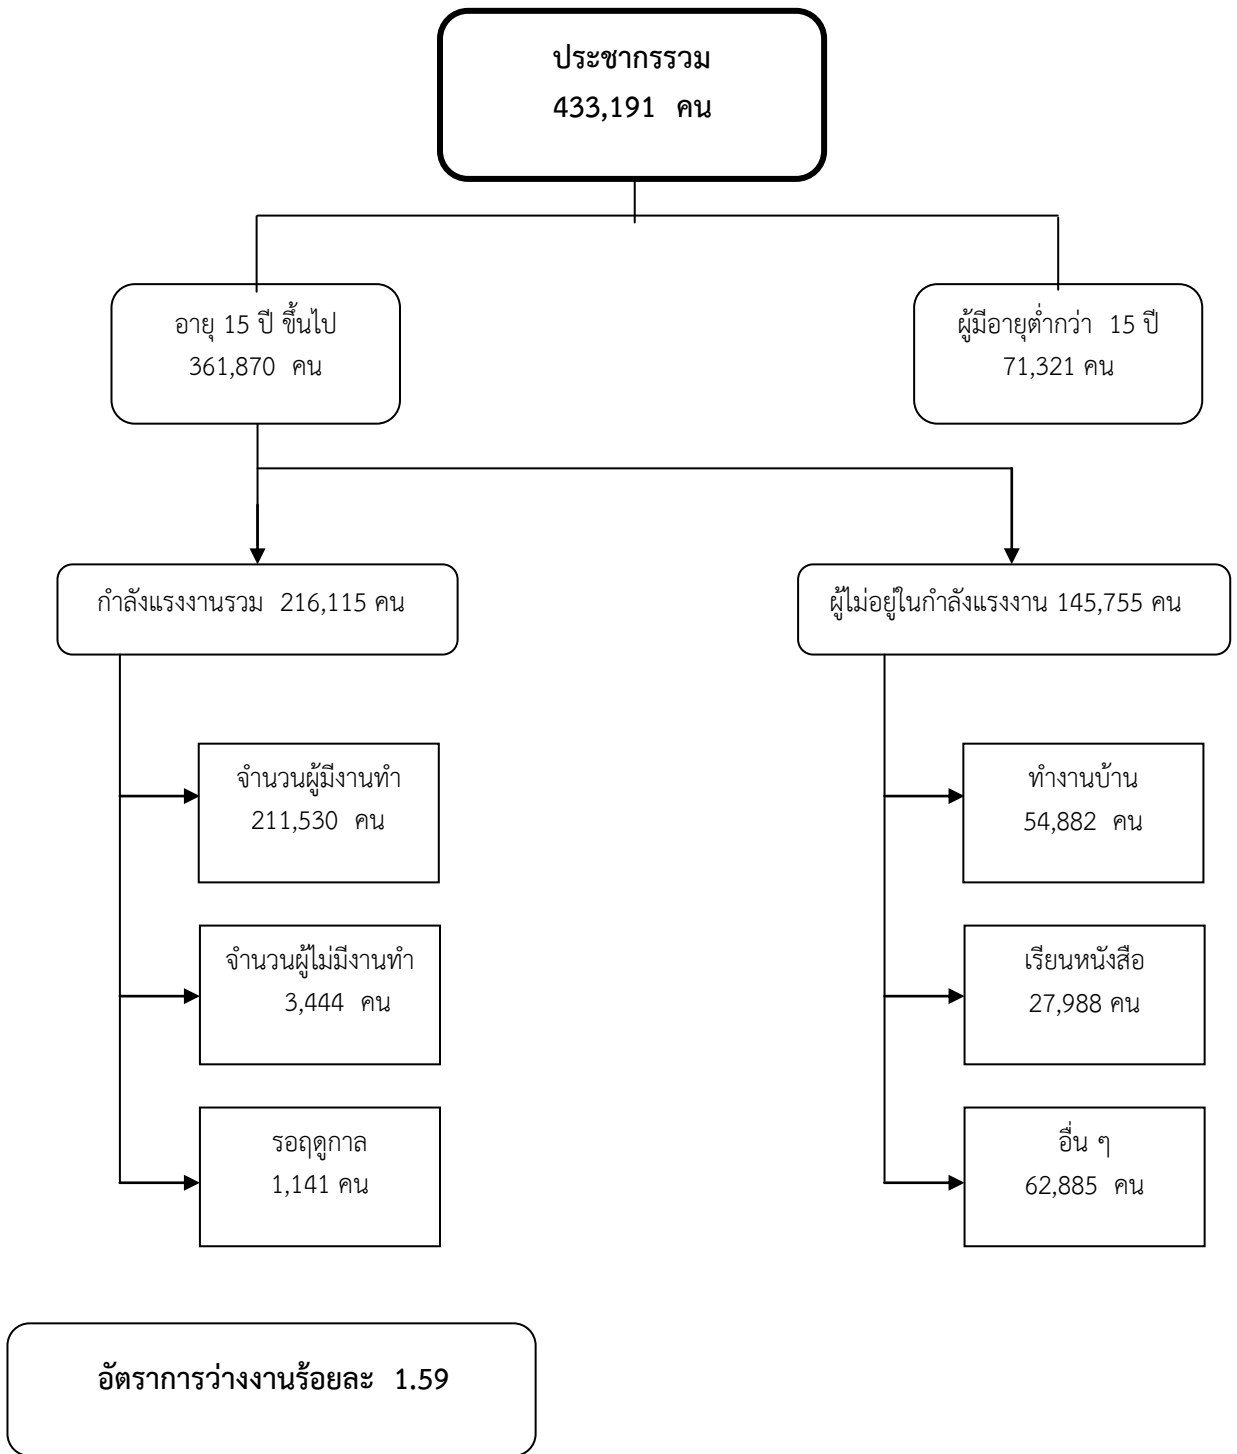 ประชากรรวม
433,191 คน
อายุ 15 ปี ขึ้นไป
361,870 คน
ผู้มีอายุต่ำกว่า 15 ปี
71,321 คน
กำลังแรงงานรวม 216,115 คน
ผู้ไม่อยู่ในกำลังแรงงาน 145,755 คน
จำนวนผู้มีงานทำ
211,530 คน
ทำงานบ้าน
54,882 คน
จำนวนผู้ไม่มีงานทำ
3,444 คน
เรียนหนังสือ
27,988 คน
รอฤดูกาล
1,141 คน
อื่น ๆ
62,885 คน
อัตราการว่างงานร้อยละ 1.59